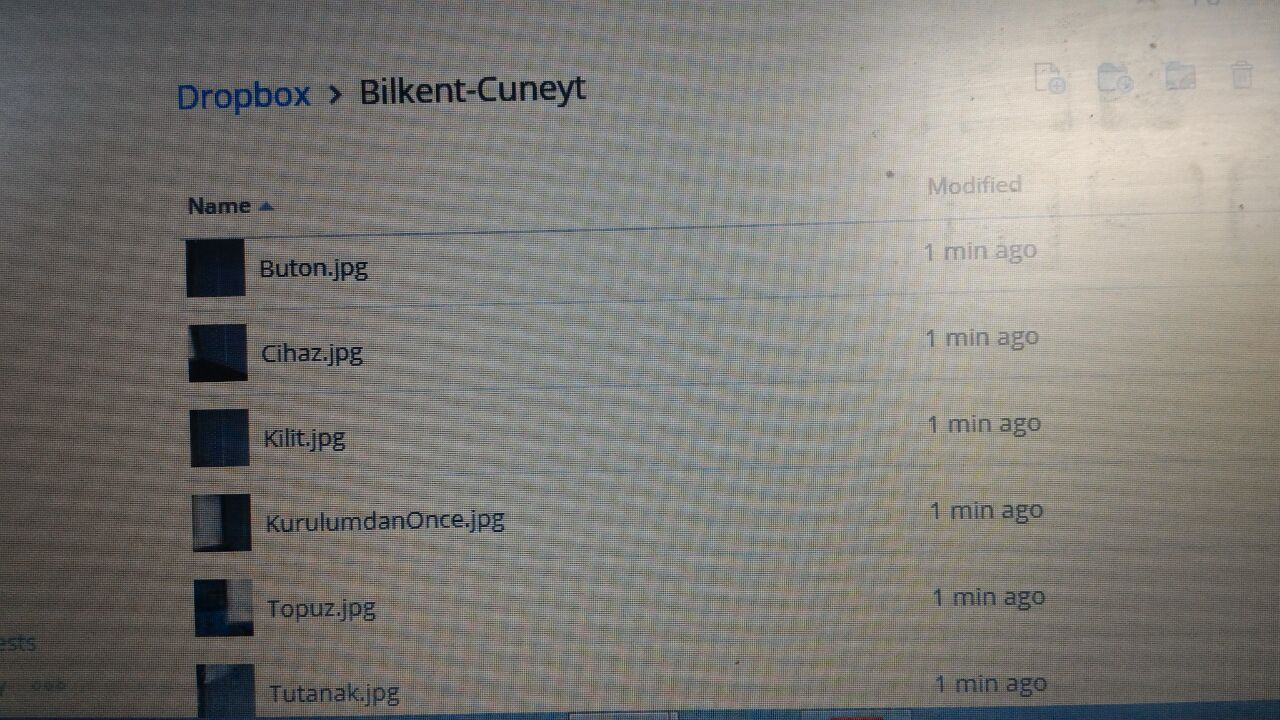 Dropbox > Bilkent-Cuneyt
Name Modified
Buton.jpg 1 min ago
Cihaz.jpg 1 min ago
Kilit.jpg 1 min ago
KurulumdanOnce.jpg 1 min ago
Topuz.jpg 1 min ago
Tutanak.jpg 1 min ago